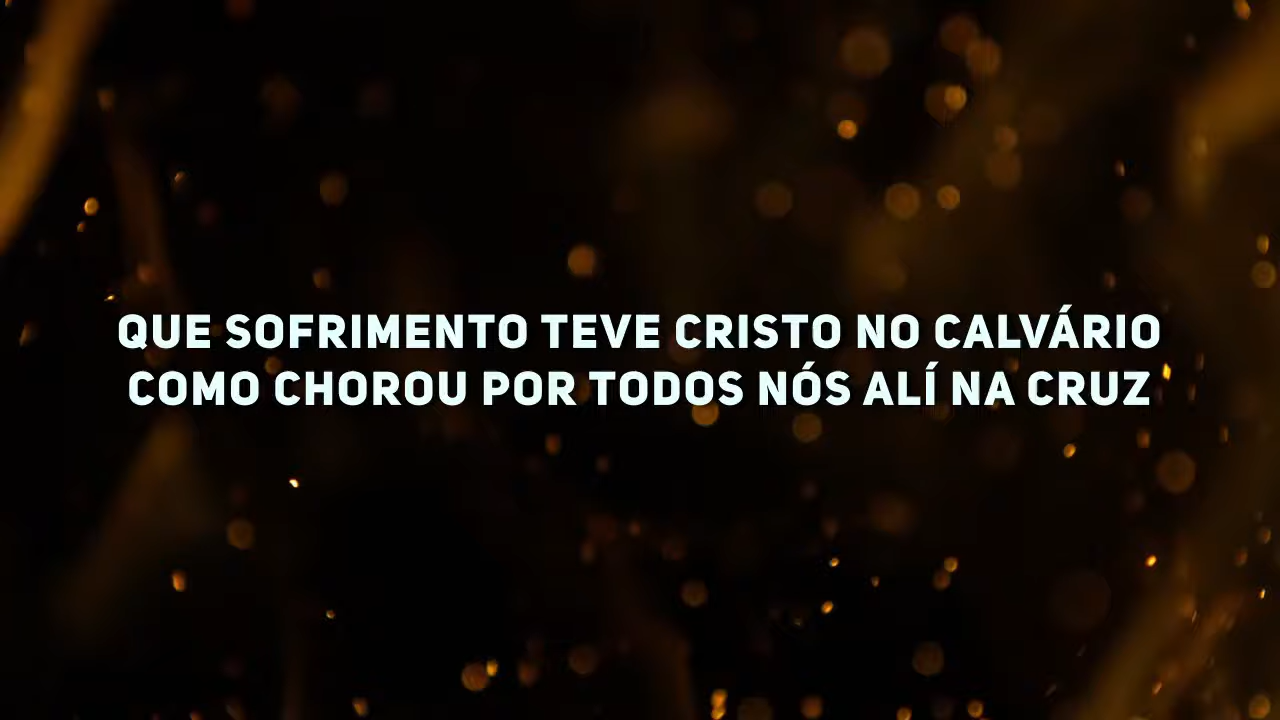 QUE SOFRIMENTO TEVE CRISTO NO CALVÁRIO
COMO CHOROU POR TODOS NÓS ALÍ NA CRUZ